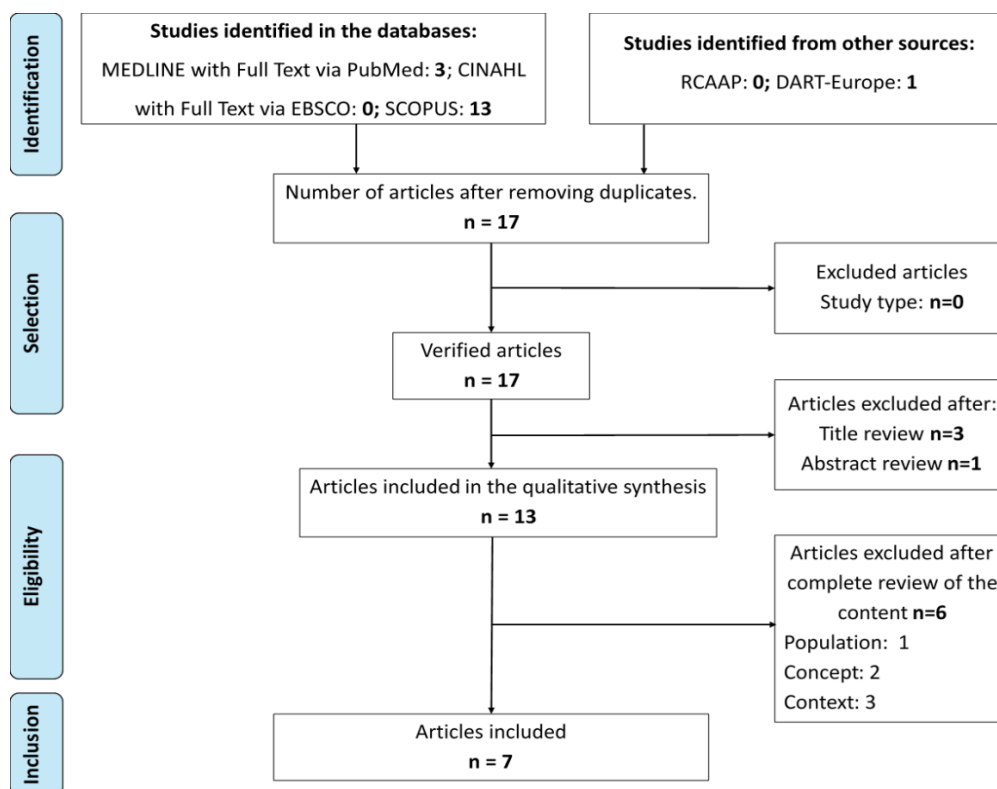 Identification
Studies identified in the databases:
MEDLINE with Full Text via PubMed: 3; CINAHL
with Full Text via EBSCO: 0; SCOPUS: 13
Studies identified from other sources:
RCAAP: 0; DART-Europe: 1
Number of articles after removing duplicates.
n = 17
Selection
Excluded articles
Study type: n=0
Verified articles
n = 17
Articles excluded after:
Title review n=3
Abstract review n=1
Eligibility
Articles included in the qualitative synthesis
n = 13
Articles excluded after
complete review of the
content n=6
Population: 1
Concept: 2
Context: 3
Inclusion
Articles included
n = 7